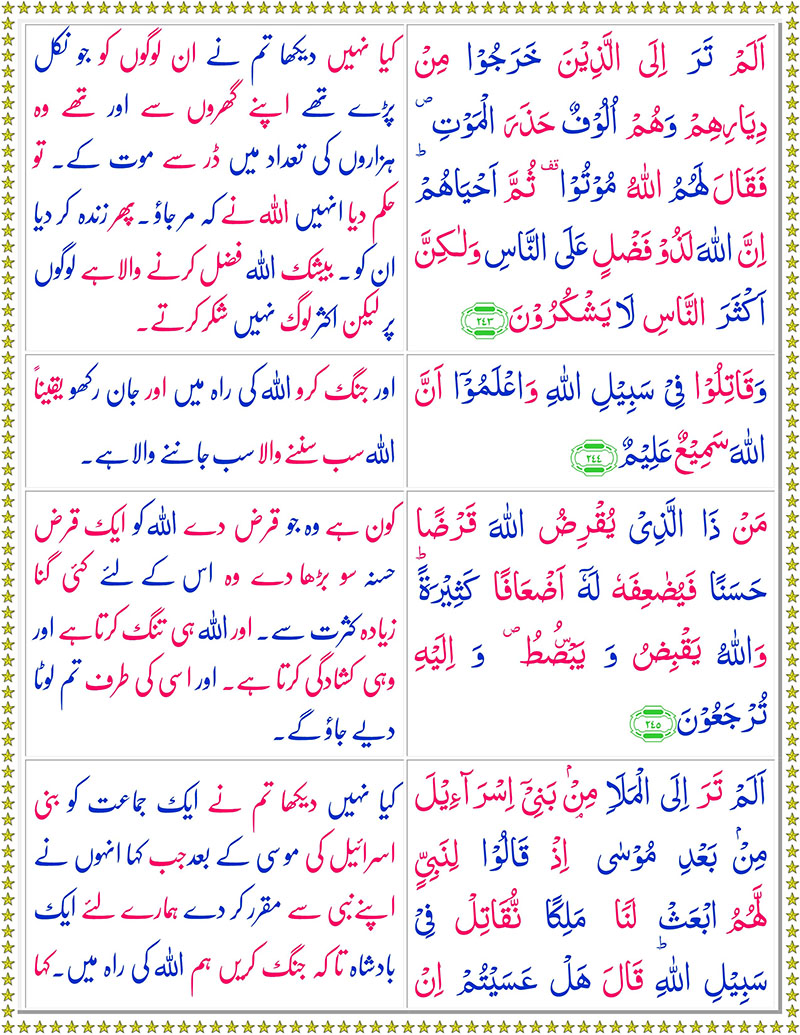 اَلَمْ تَرَ اِلَى الَّذِيْنَ خَرَجُوْا مِنْ
دِيَارِهِمْ وَهُمْ اُلُوْفٌ حَذَرَ الْمَوْتِ ۖ
فَقَالَ لَهُمُ اللّٰهُ مُوْتُوْا ۗ ثُمَّ اَحْيَاهُمْ ؕ
اِنَّ اللّٰهَ لَذُوْ فَضْلٍ عَلَى النَّاسِ وَلٰكِنَّ
اَكْثَرَ النَّاسِ لَا يَشْكُرُوْنَ ﴿۲۴۳﴾
کیا نہیں دیکھا تم نے ان لوگوں کو جو نکل
پڑے تھے اپنے گھروں سے اور تھے وہ
ہزاروں کی تعداد میں ڈر سے موت کے۔ تو
حکم دیا انہیں اللہ نے کہ مرجاؤ۔ پھر زندہ کر دیا
ان کو۔ بیشک اللہ فضل کرنے والا ہے لوگوں
پر لیکن اکثر لوگ نہیں شکر کرتے۔
وَقَاتِلُوْا فِىْ سَبِيْلِ اللّٰهِ وَاعْلَمُوْٓا اَنَّ
اللّٰهَ سَمِيْعٌ عَلِيْمٌ ﴿۲۴۴﴾
اور جنگ کرو اللہ کی راہ میں اور جان رکھو یقیناً
اللہ سب سننے والا سب جاننے والا ہے۔
مَنْ ذَا الَّذِىْ يُقْرِضُ اللّٰهَ قَرْضًا
حَسَنًا فَيُضٰعِفَهٗ لَهٗۤ اَضْعَافًا کَثِيْرَةً ؕ
وَاللّٰهُ يَقْبِضُ وَ يَبْصُۜطُ ۖ وَ اِلَيْهِ
تُرْجَعُوْنَ ﴿۲۴۵﴾
کون ہے وہ جو قرض دے اللہ کو ایک قرض
حسنہ سو بڑھا دے وہ اس کے لئے کئی گنا
زیادہ کثرت سے۔ اور اللہ ہی تنگ کرتا ہے اور
وہی کشادگی کرتا ہے۔ اور اسی کی طرف تم لوٹا
دیے جاؤ گے۔
اَلَمْ تَرَ اِلَى الْمَلَاِ مِنْۢ بَنِىْٓ اِسْرَآءِيْلَ
مِنْۢ بَعْدِ مُوْسٰى ۘ اِذْ قَالُوْا لِنَبِىٍّ
لَّهُمُ ابْعَثْ لَنَا مَلِکًا نُّقَاتِلْ فِىْ
سَبِيْلِ اللّٰهِ ؕ قَالَ هَلْ عَسَيْتُمْ اِنْ
کیا نہیں دیکھا تم نے ایک جماعت کو بنی
اسرائیل کی موسی کے بعد جب کہا انہوں نے
اپنے نبی سے مقرر کر دے ہمارے لئے ایک
بادشاہ تا کہ جنگ کریں ہم اللہ کی راہ میں۔ کہا